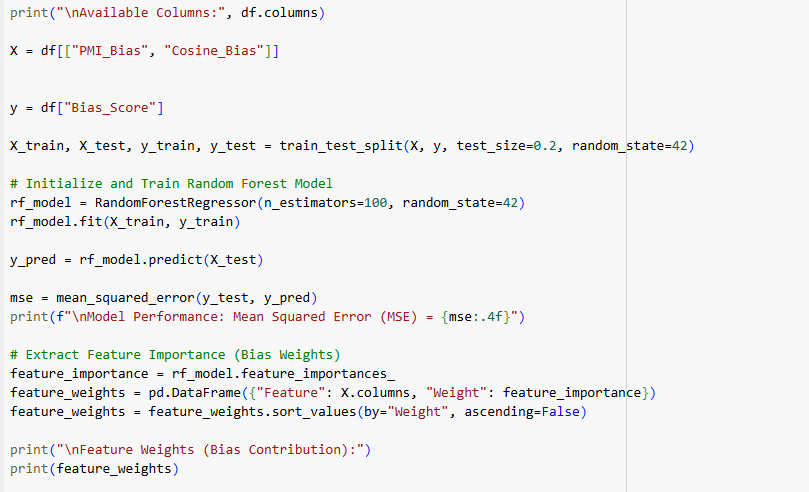 print("\nAvailable Columns:", df.columns)
X = df[["PMI_Bias", "Cosine_Bias"]]
y = df["Bias_Score"]
X_train, X_test, y_train, y_test = train_test_split(X, y, test_size=0.2, random_state=42)
# Initialize and Train Random Forest Model
rf_model = RandomForestRegressor(n_estimators=100, random_state=42)
rf_model.fit(X_train, y_train)
y_pred = rf_model.predict(X_test)
mse = mean_squared_error(y_test, y_pred)
print(f"\nModel Performance: Mean Squared Error (MSE) = {mse:.4f}")
# Extract Feature Importance (Bias Weights)
feature_importance = rf_model.feature_importances_
feature_weights = pd.DataFrame({"Feature": X.columns, "Weight": feature_importance})
feature_weights = feature_weights.sort_values(by="Weight", ascending=False)
print("\nFeature Weights (Bias Contribution):")
print(feature_weights)